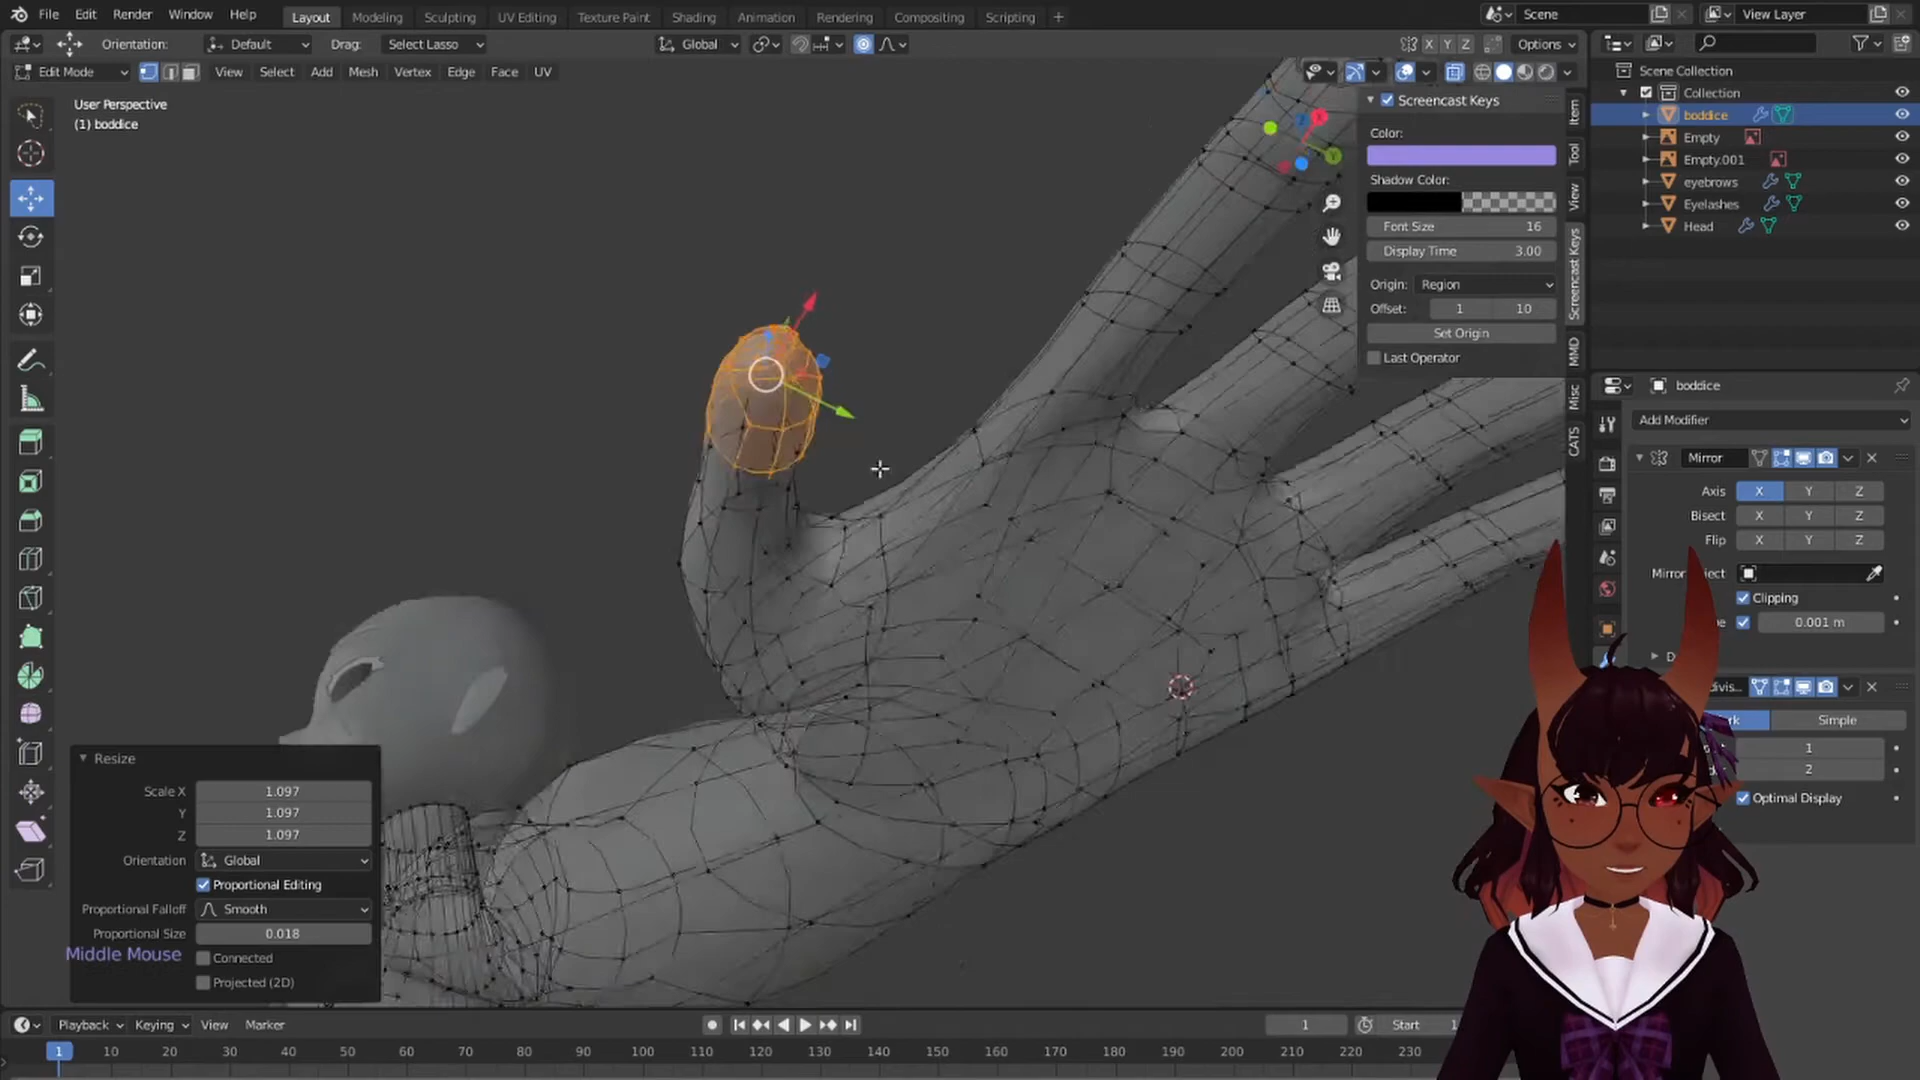 File Edit Render Window Help Layout Modeling Sculpting UV Editing Texture Paint Shading Animation Rendering Compositing Scripting + Scene View Layer
Orientation: Default Drag: Select Lasso Global X Y Z Options
Edit Mode View Select Add Mesh Vertex Edge Face UV
User Perspective
(1) boddice
Screencast Keys
Color:
Shadow Color:
Font Size 16
Display Time 3.00
Origin: Region
Offset: 1 10
Set Origin
Last Operator
Item
Tool
View
Screencast Keys
MMD
Misc
CATS
Scene Collection
Collection
boddice
Empty
Empty.001
eyebrows
Eyelashes
Head
boddice
Add Modifier
Mirror
Axis X Y Z
Bisect X Y Z
Flip X Y Z
Clipping
0.001 m
Simple
1
2
Optimal Display
Resize
Scale X 1.097
Y 1.097
Z 1.097
Orientation Global
Proportional Editing
Proportional Falloff Smooth
Proportional Size 0.018
Middle Mouse
Connected
Projected (2D)
Playback Keying View Marker 1 Start
1 10 20 30 40 50 60 70 80 90 100 110 120 130 140 150 160 170 180 190 200 210 220 230